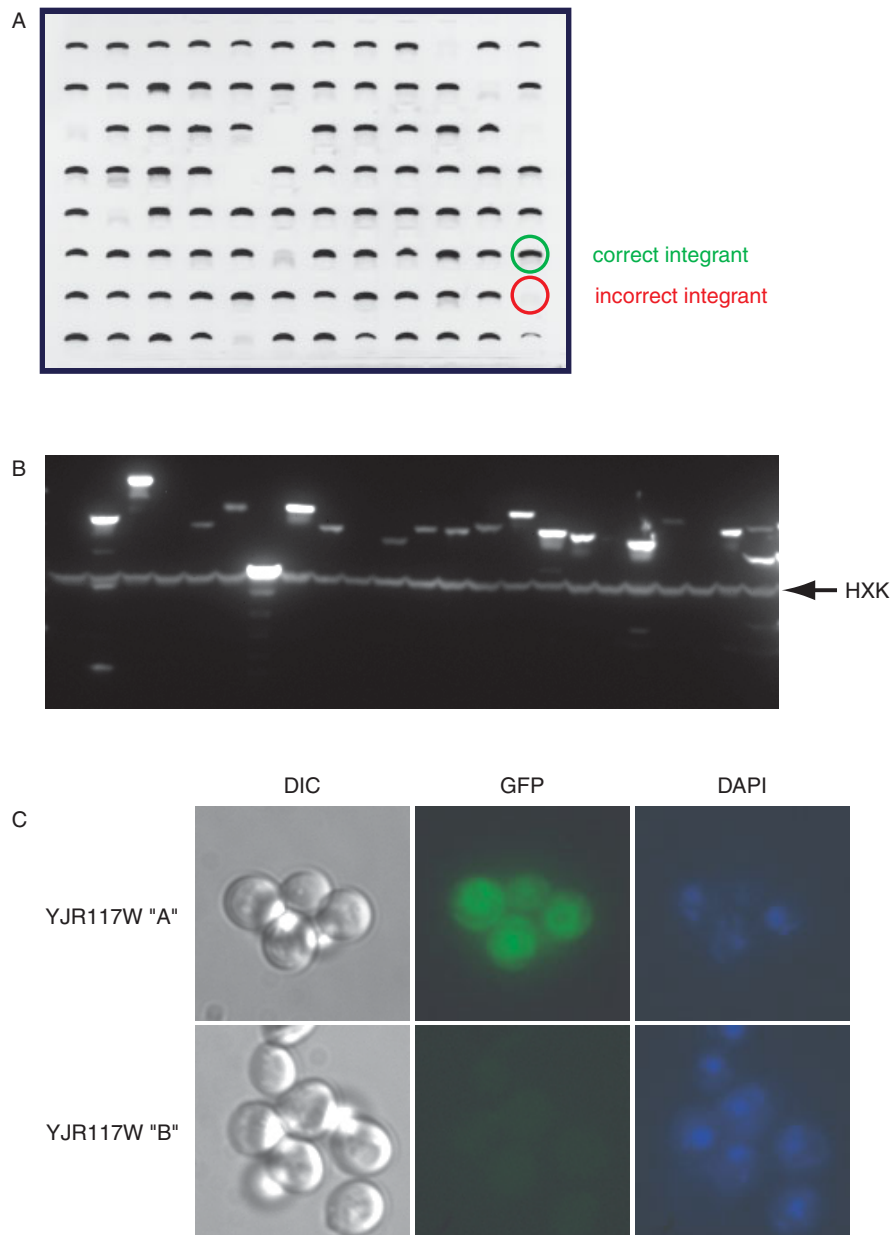 A
correct integrant
incorrect integrant
B
HXK
DIC
GFP
DAPI
C
YJR117W "A"
YJR117W "B"